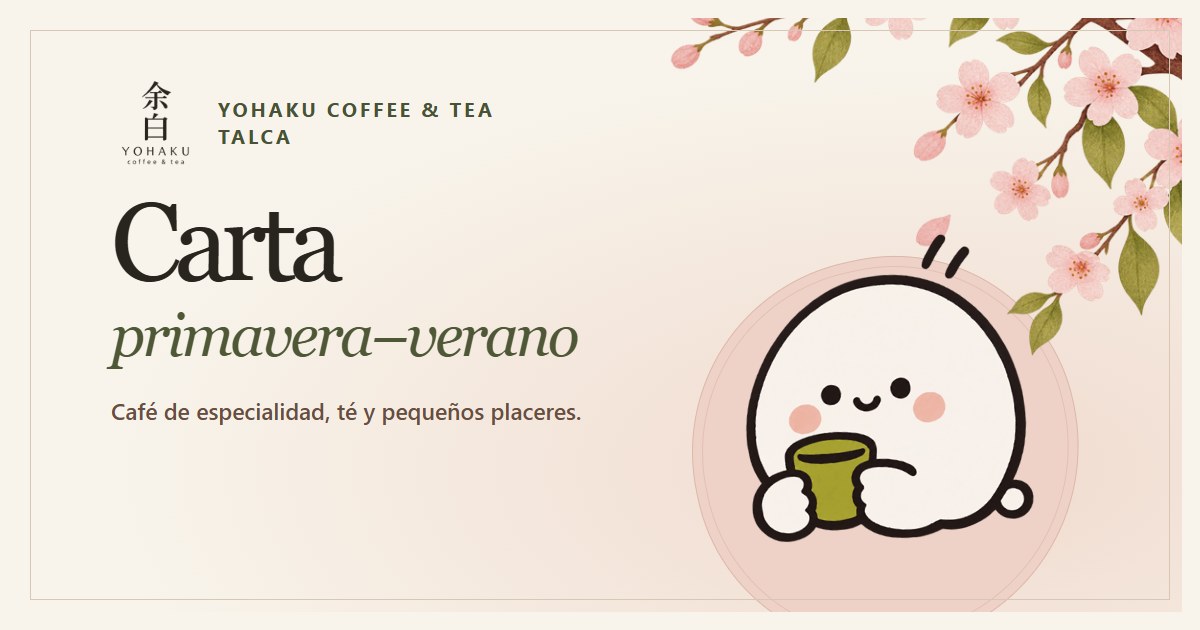 余
白
YOHAKU
coffee & tea
YOHAKU COFFEE & TEA
TALCA
Carta
primavera–verano
Café de especialidad, té y pequeños placeres.